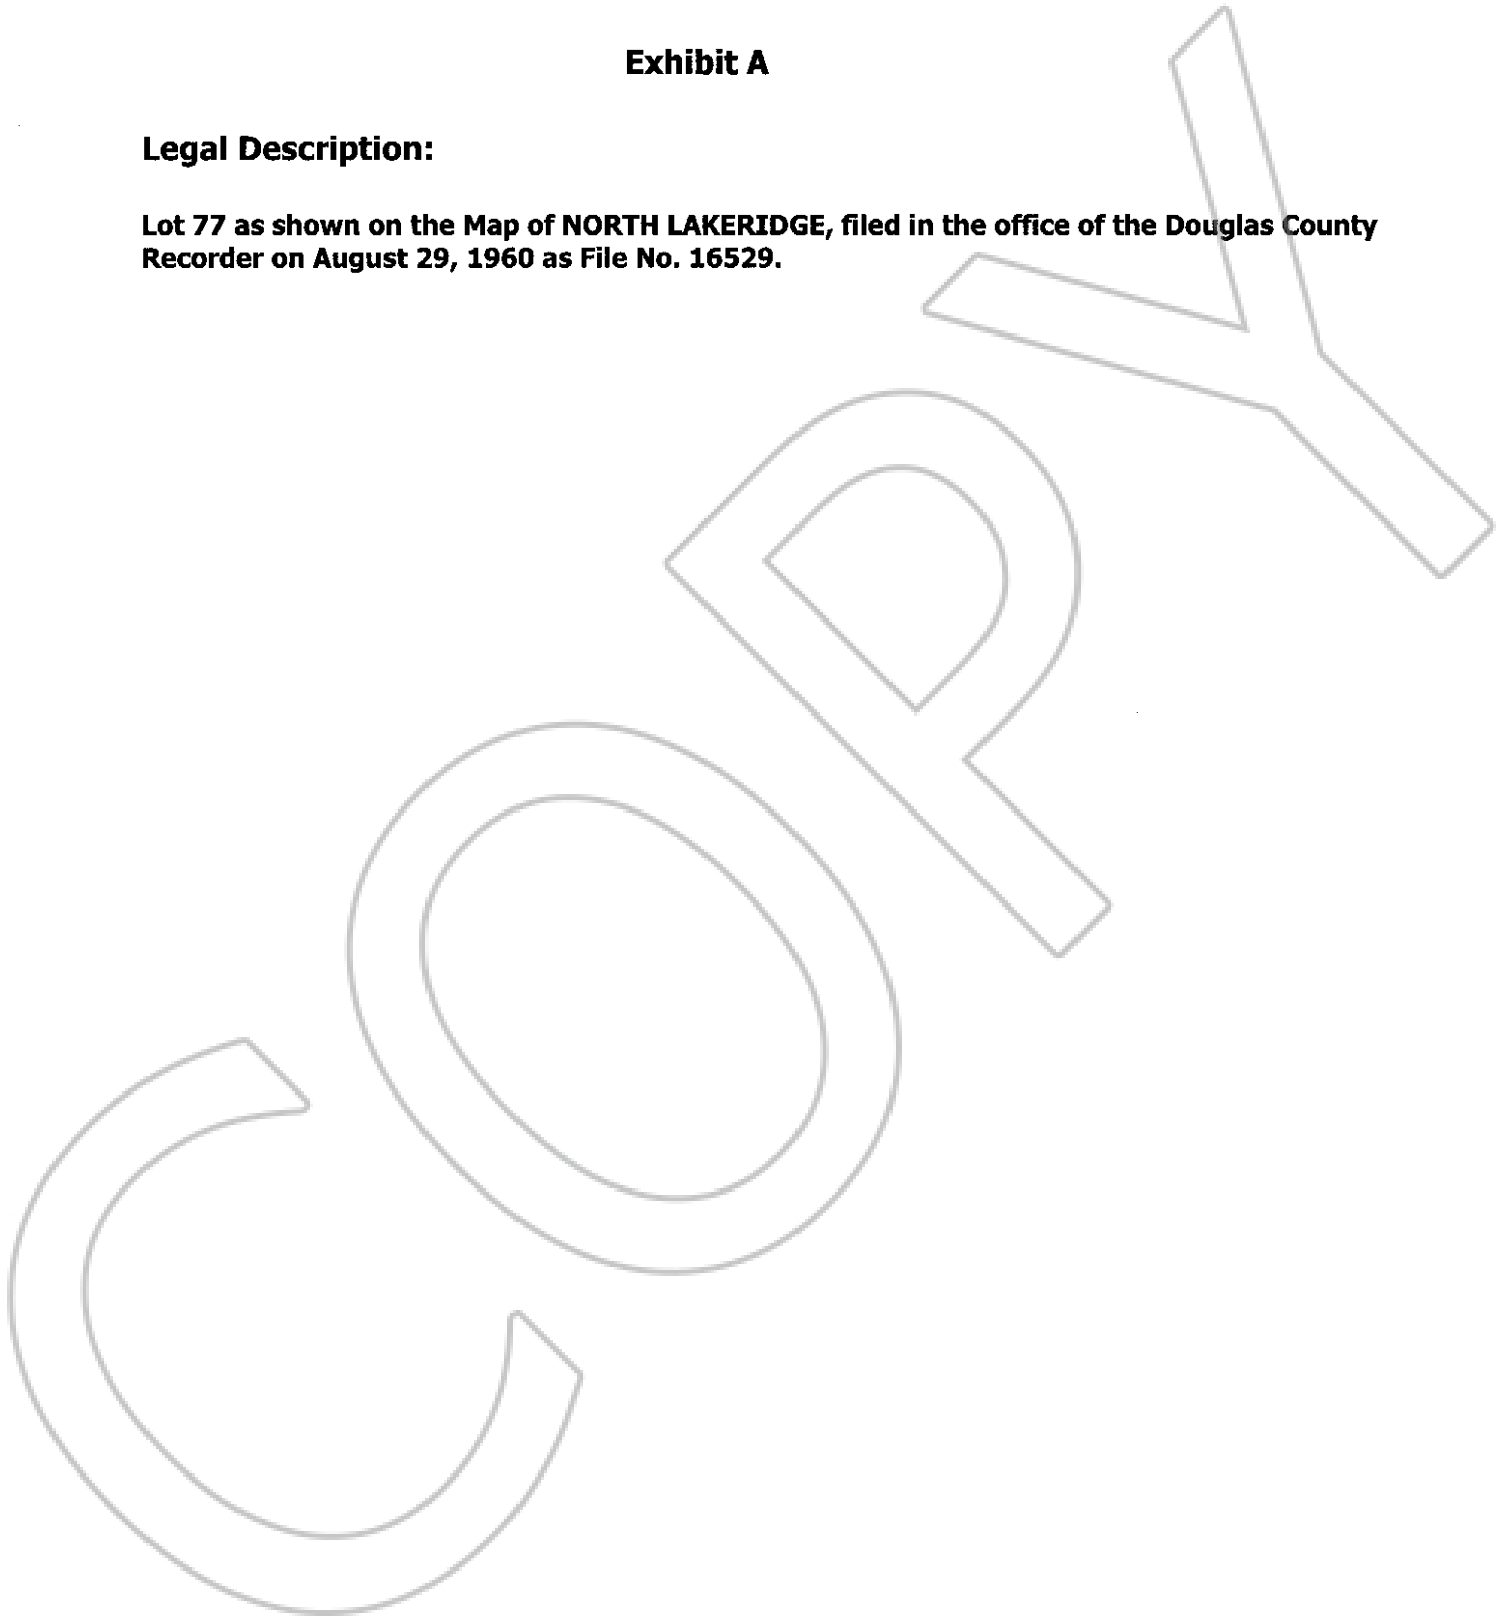 Exhibit A
Legal Description:
Lot 77 as shown on the Map of NORTH LAKERIDGE, filed in the office of the Douglas County
Recorder on August 29, 1960 as File No. 16529.
COPY